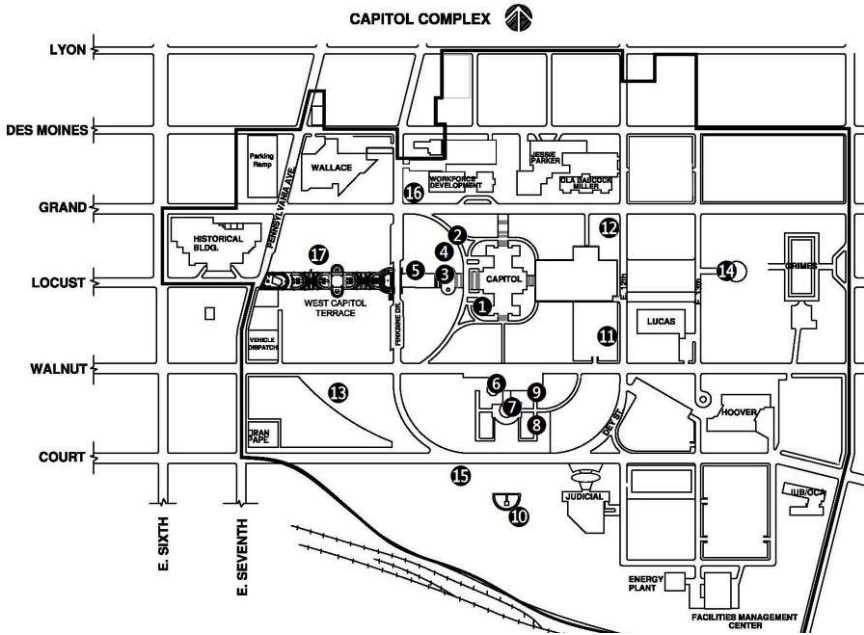 CAPITOL COMPLEX
LYON
DES MOINES
Parking
Ramp
WALLACE
PENNSYLVANIA AVE.
WORKFORCE
DEVELOPMENT
JESSIE
PARKER
OLA BABCOCK
MILLER
16
GRAND
HISTORICAL
BLDG.
2
12
17
4
5
3
CAPITOL
14
GRIMES
LOCUST
WEST CAPITOL
TERRACE
FINKBINE DR.
1
E. 12th
E. 13th
LUCAS
VEHICLE
DISPATCH
11
WALNUT
6
13
9
7
8
DEY ST
HOOVER
COURT
15
10
JUDICIAL
IUB/OCA
E. SIXTH
E. SEVENTH
ENERGY
PLANT
FACILITIES MANAGEMENT
CENTER